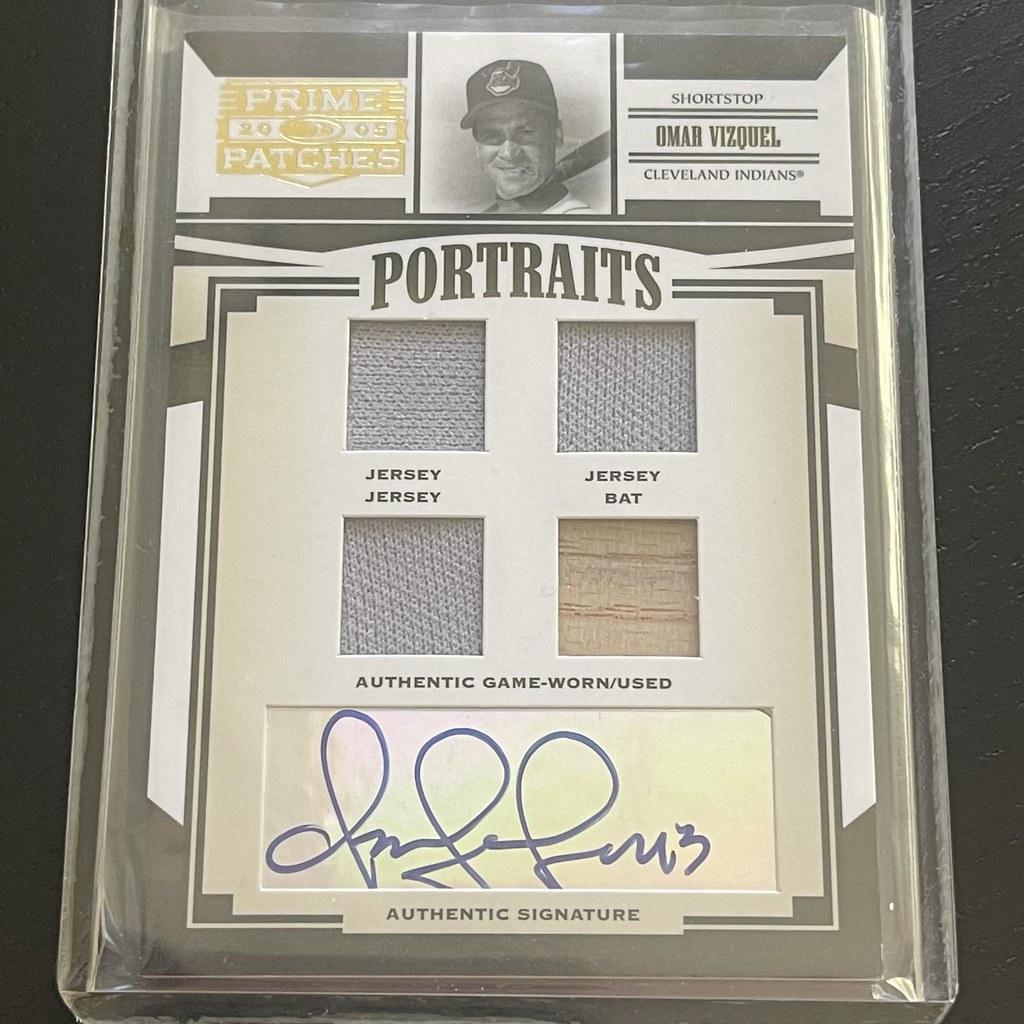 PRIME
2005
PATCHES
SHORTSTOP
OMAR VIZQUEL
CLEVELAND INDIANS®
PORTRAITS
JERSEY JERSEY
JERSEY BAT
AUTHENTIC GAME-WORN/USED
13
AUTHENTIC SIGNATURE